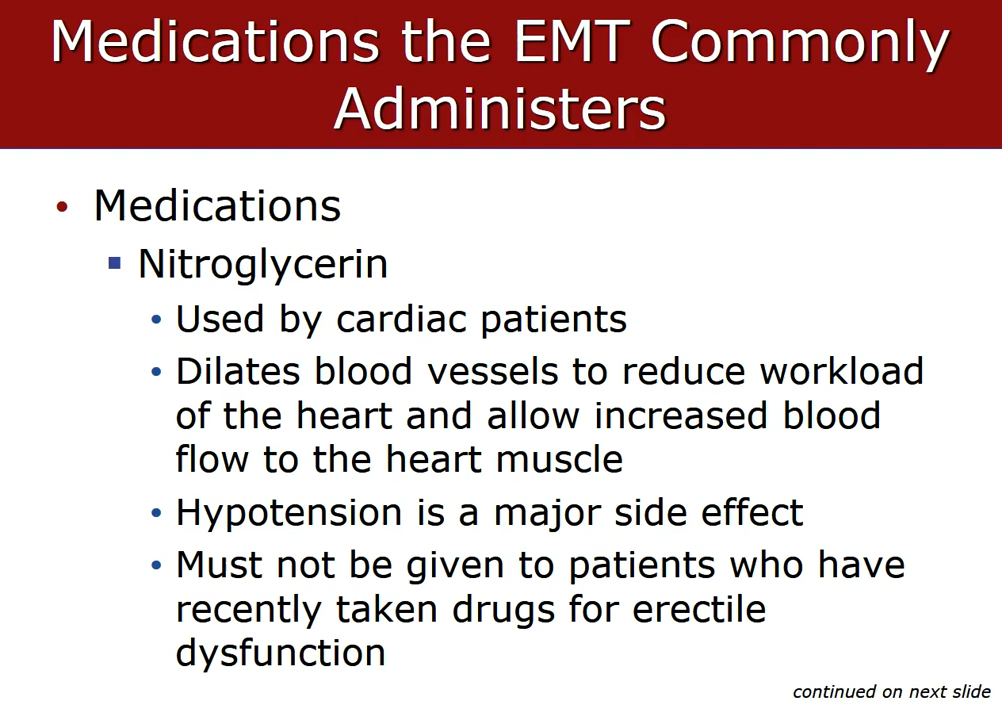 Medications the EMT Commonly
Administers
• Medications
▪ Nitroglycerin
• Used by cardiac patients
• Dilates blood vessels to reduce workload
of the heart and allow increased blood
flow to the heart muscle
• Hypotension is a major side effect
• Must not be given to patients who have
recently taken drugs for erectile
dysfunction
continued on next slide